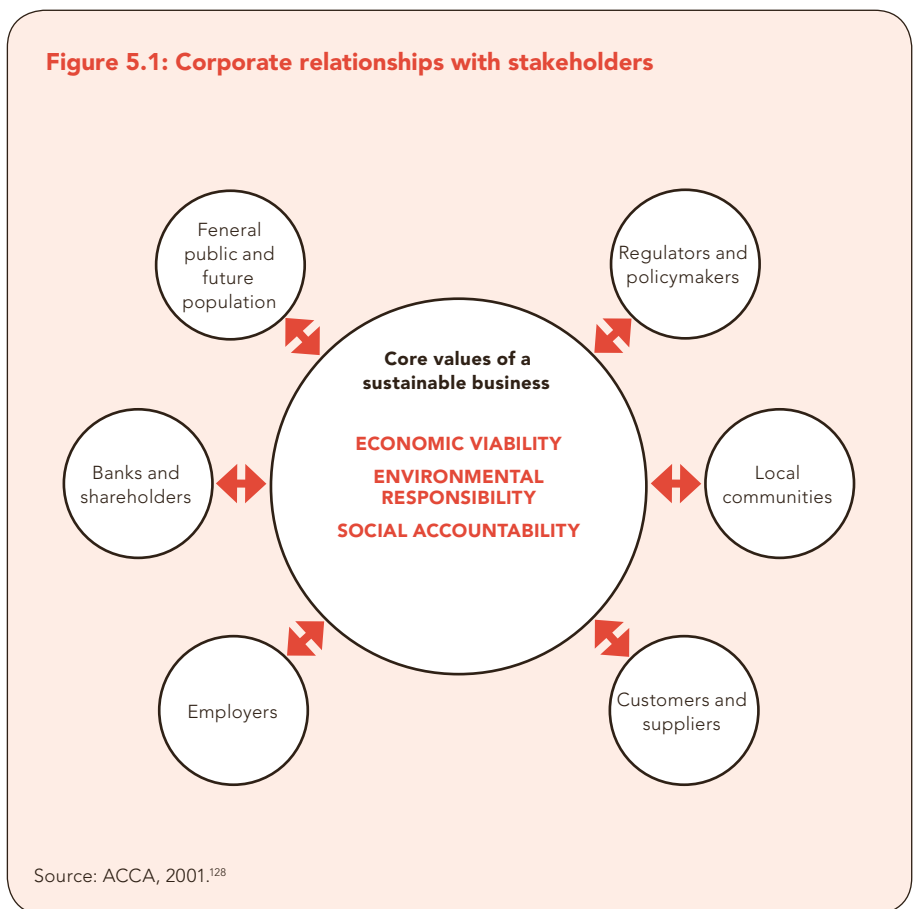 Figure 5.1: Corporate relationships with stakeholders
Feneral
public and
future
population
Regulators and
policymakers
Core values of a
sustainable business
ECONOMIC VIABILITY
ENVIRONMENTAL
RESPONSIBILITY
SOCIAL ACCOUNTABILITY
Banks and
shareholders
Local
communities
Employers
Customers and
suppliers
Source: ACCA, 2001.128